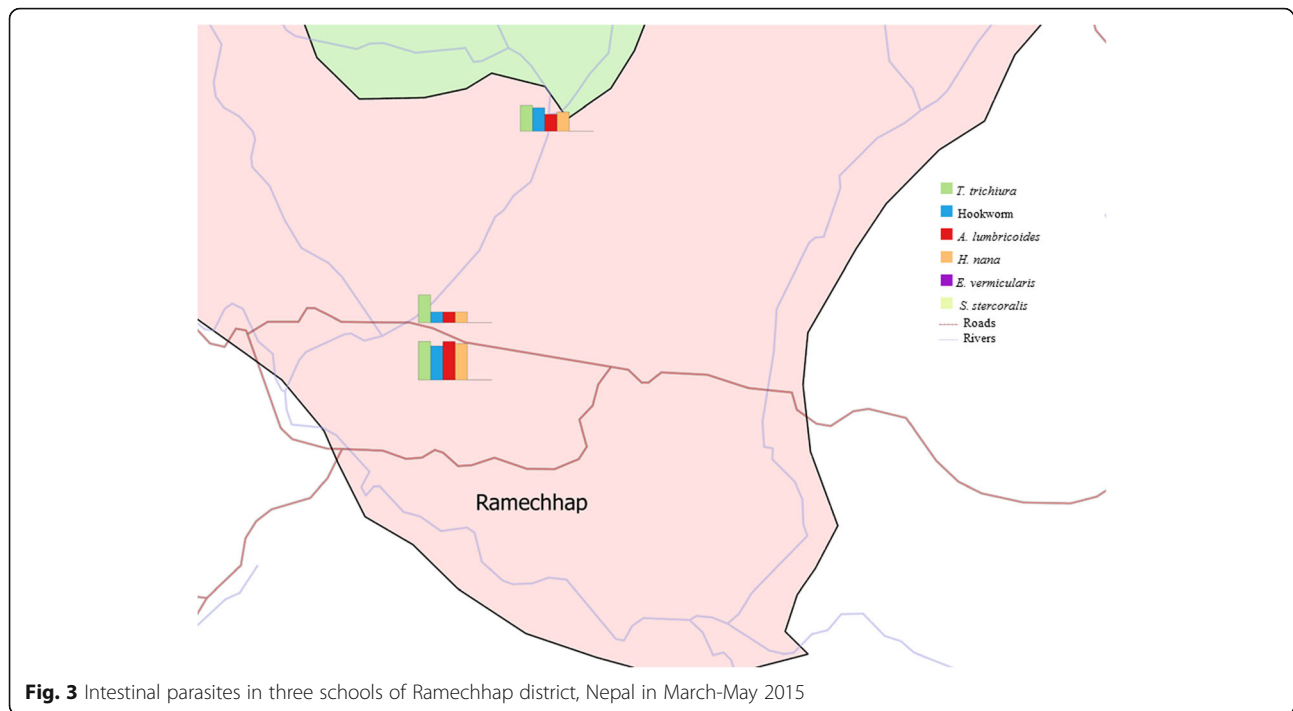 T. trichiura
Hookworm
A. lumbricoides
H. nana
E. vermicularis
S. stercoralis
Roads
Rivers
Ramechhap
Fig. 3 Intestinal parasites in three schools of Ramechhap district, Nepal in March-May 2015